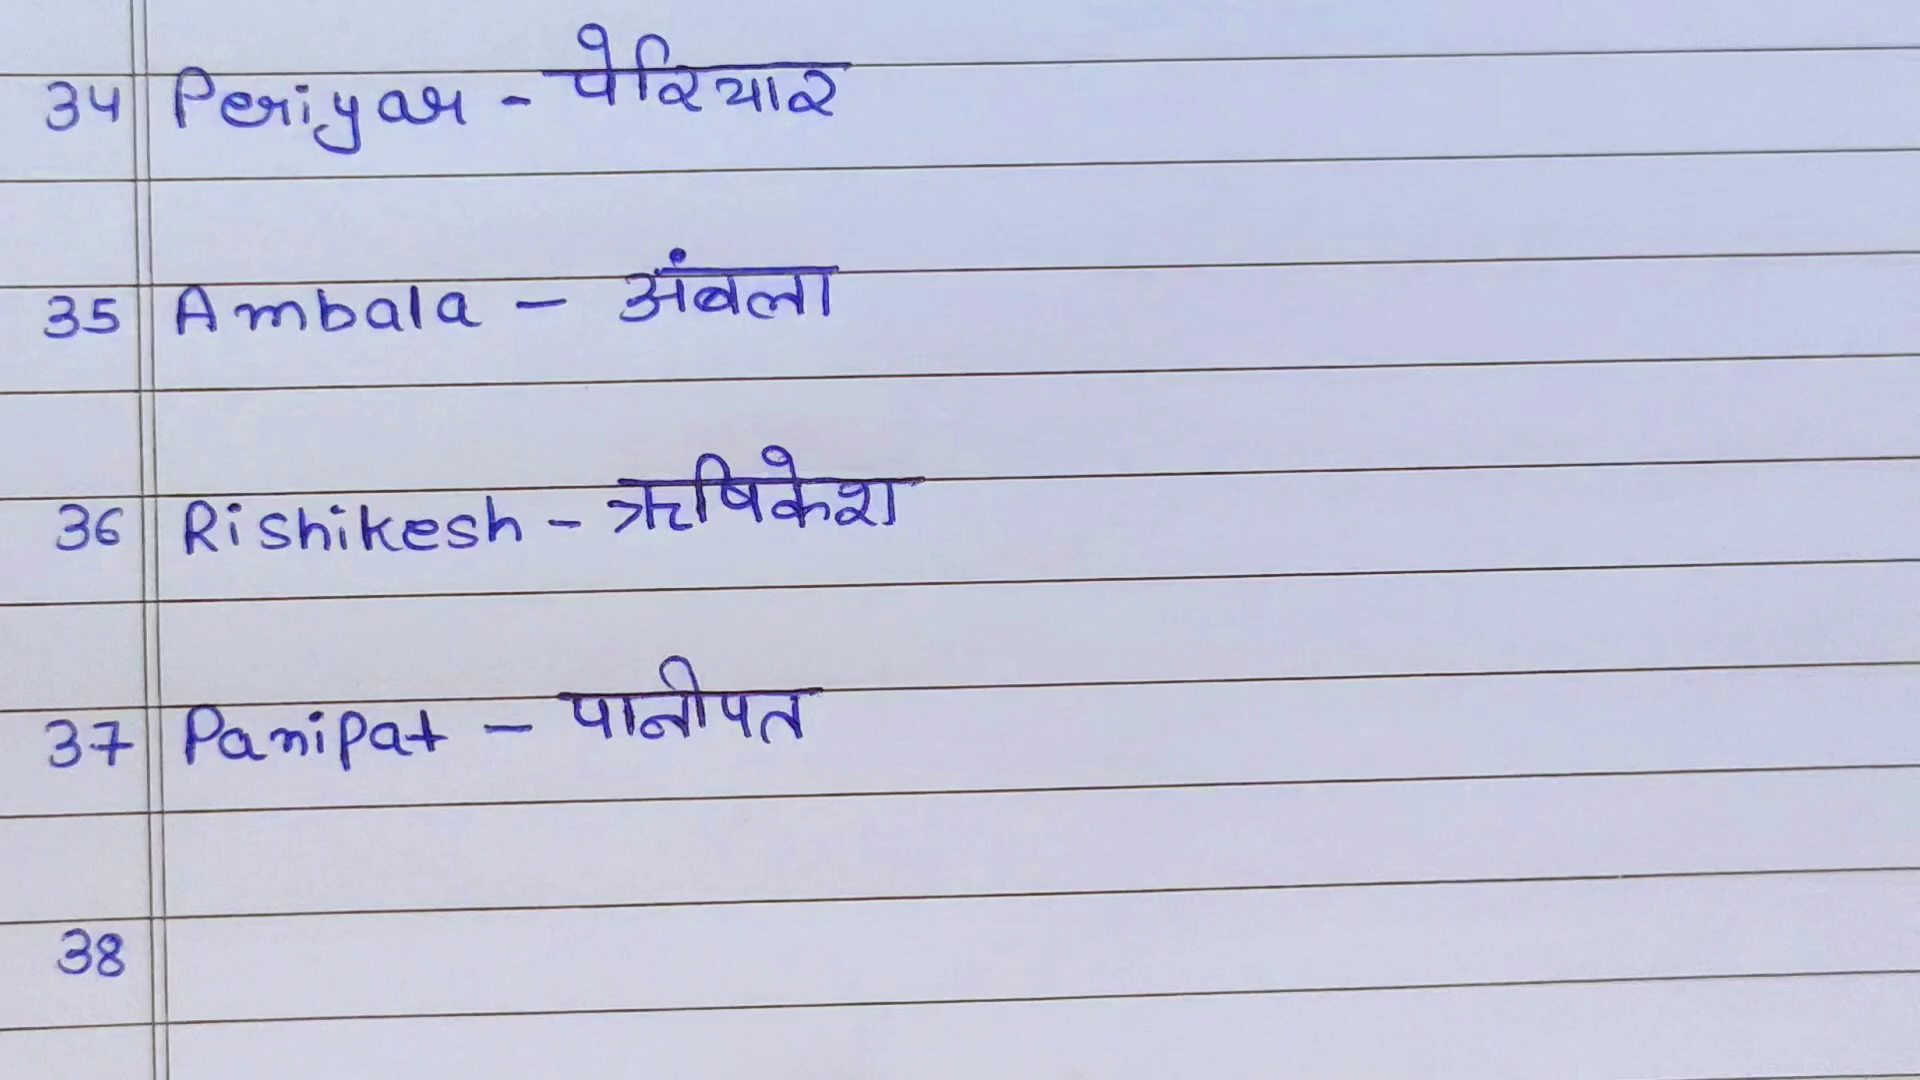 34 Periyar - पेरियार
35 Ambala - अंबला
36 Rishikesh - ऋषिकेश
37 Panipat - पानीपत
38